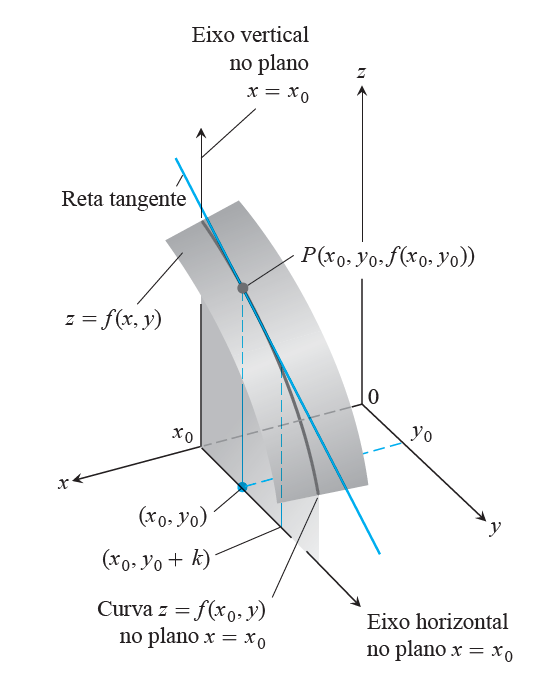 Eixo vertical
no plano
x = x₀
z
Reta tangente
P(x₀, y₀, f(x₀, y₀))
z = f(x, y)
0
x₀
y₀
x
(x₀, y₀)
y
(x₀, y₀ + k)
Curva z = f(x₀, y)
no plano x = x₀
Eixo horizontal
no plano x = x₀